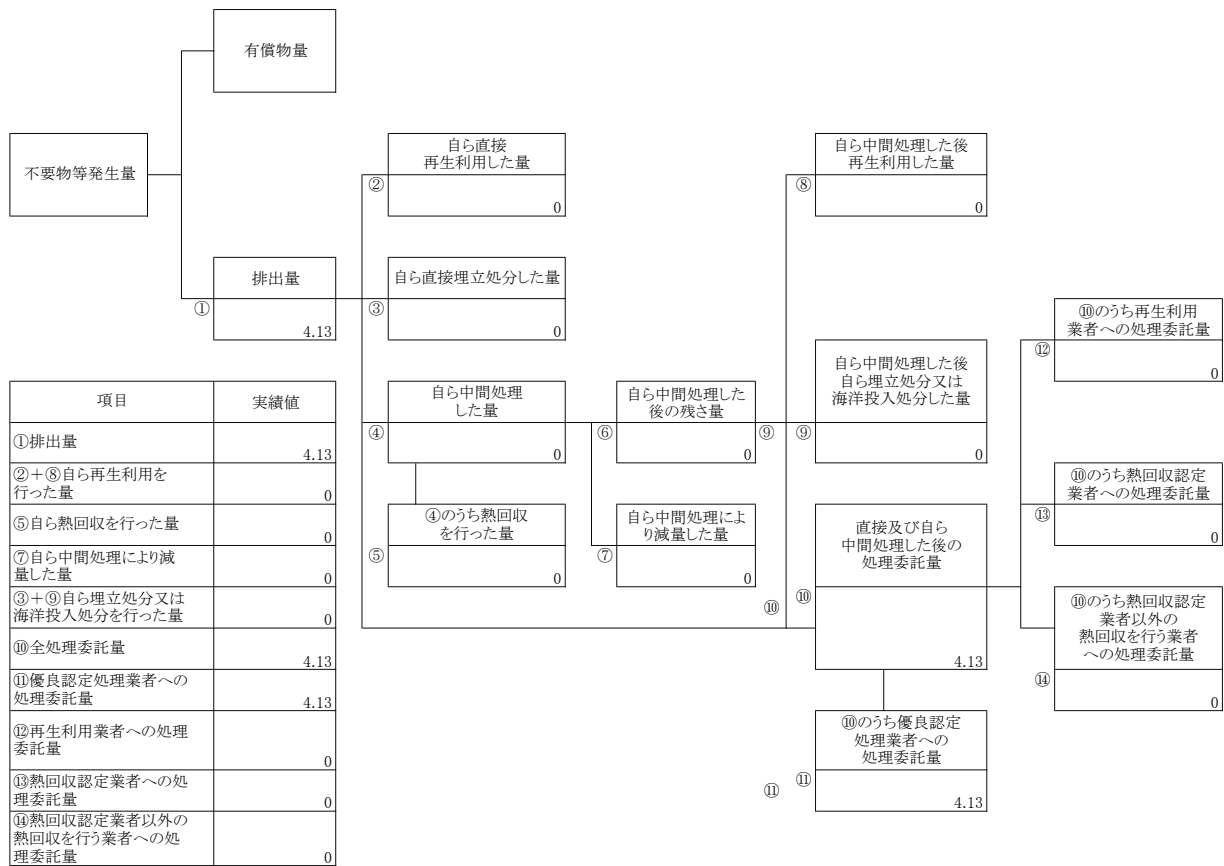 有償物量
不要物等発生量
自ら直接
再生利用した量
②
0
自ら中間処理した後
再生利用した量
⑧
0
排出量
①
4.13
自ら直接埋立処分した量
③
0
⑩のうち再生利用
業者への処理委託量
⑫
0
自ら中間処理
した量
④
0
自ら中間処理した
後の残さ量
⑥
0
⑨
自ら中間処理した後
自ら埋立処分又は
海洋投入処分した量
⑨
0
④のうち熱回収
を行った量
⑤
0
自ら中間処理によ
り減量した量
⑦
0
直接及び自ら
中間処理した後の
処理委託量
⑩
⑩
4.13
⑩のうち熱回収認定
業者への処理委託量
⑬
0
⑩のうち熱回収認定
業者以外の
熱回収を行う業者
への処理委託量
⑭
0
⑩のうち優良認定
処理業者への
処理委託量
⑪
⑪
4.13
項目 実績値
①排出量 4.13
②+⑧自ら再生利用を
行った量 0
⑤自ら熱回収を行った量 0
⑦自ら中間処理により減
量した量 0
③+⑨自ら埋立処分又は
海洋投入処分を行った量 0
⑩全処理委託量 4.13
⑪優良認定処理業者への
処理委託量 4.13
⑫再生利用業者への処理
委託量 0
⑬熱回収認定業者への処
理委託量 0
⑭熱回収認定業者以外の
熱回収を行う業者への処
理委託量 0